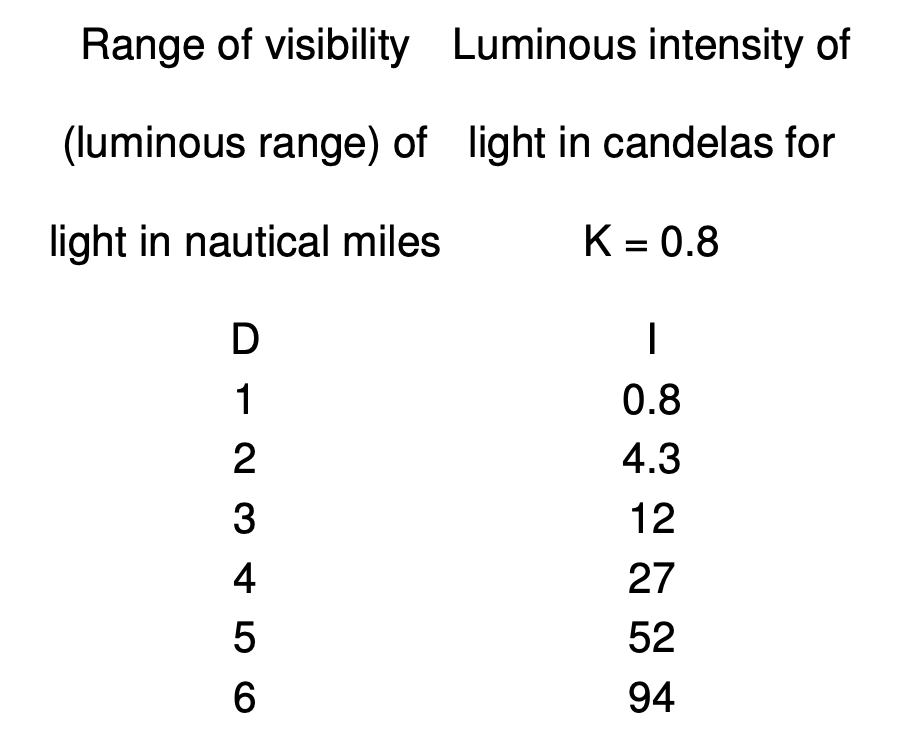 Range of visibility Luminous intensity of
(luminous range) of light in candelas for
light in nautical miles K = 0.8
D I
1 0.8
2 4.3
3 12
4 27
5 52
6 94